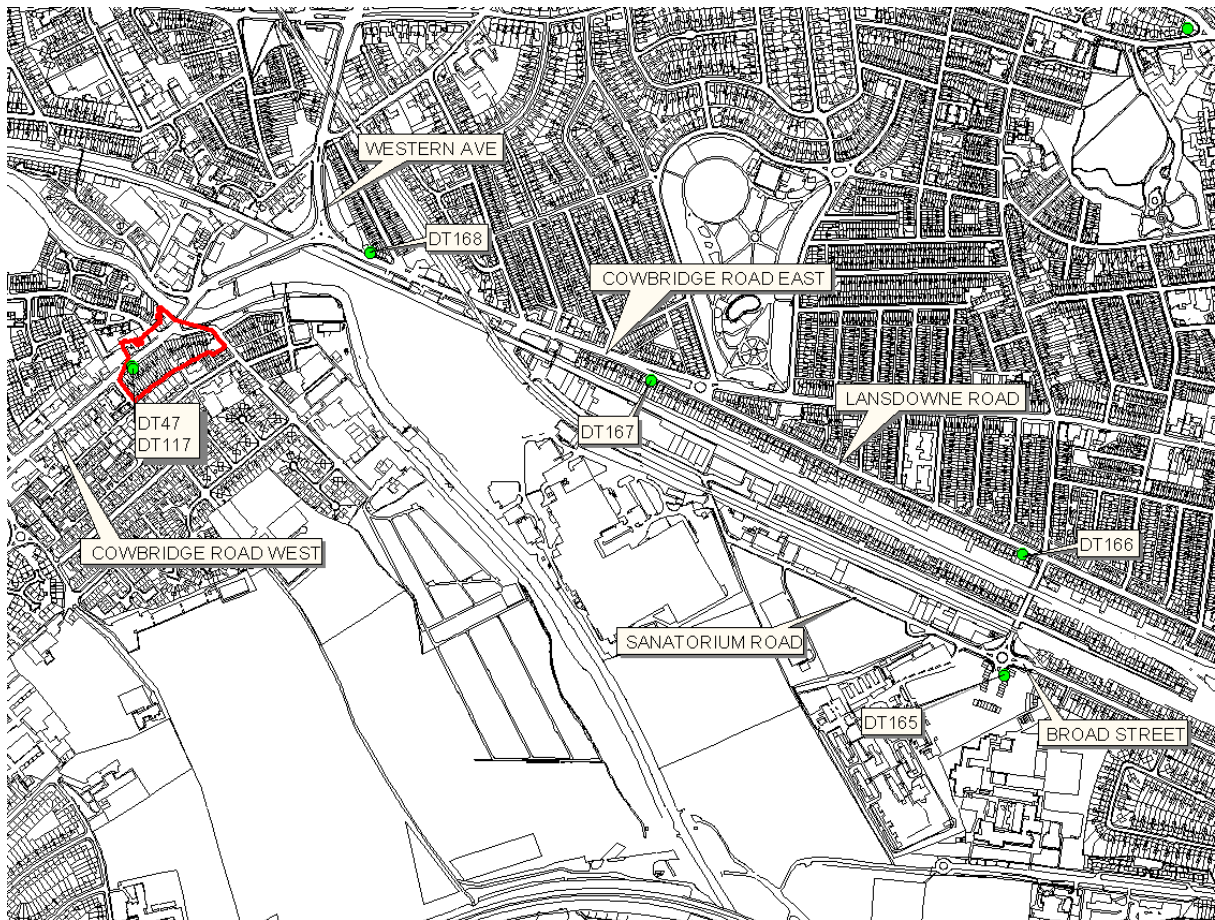 WESTERN AVE
DT168
COWBRIDGE ROAD EAST
LANSDOWNE ROAD
DT47
DT117
DT167
COWBRIDGE ROAD WEST
DT166
SANATORIUM ROAD
DT165
BROAD STREET